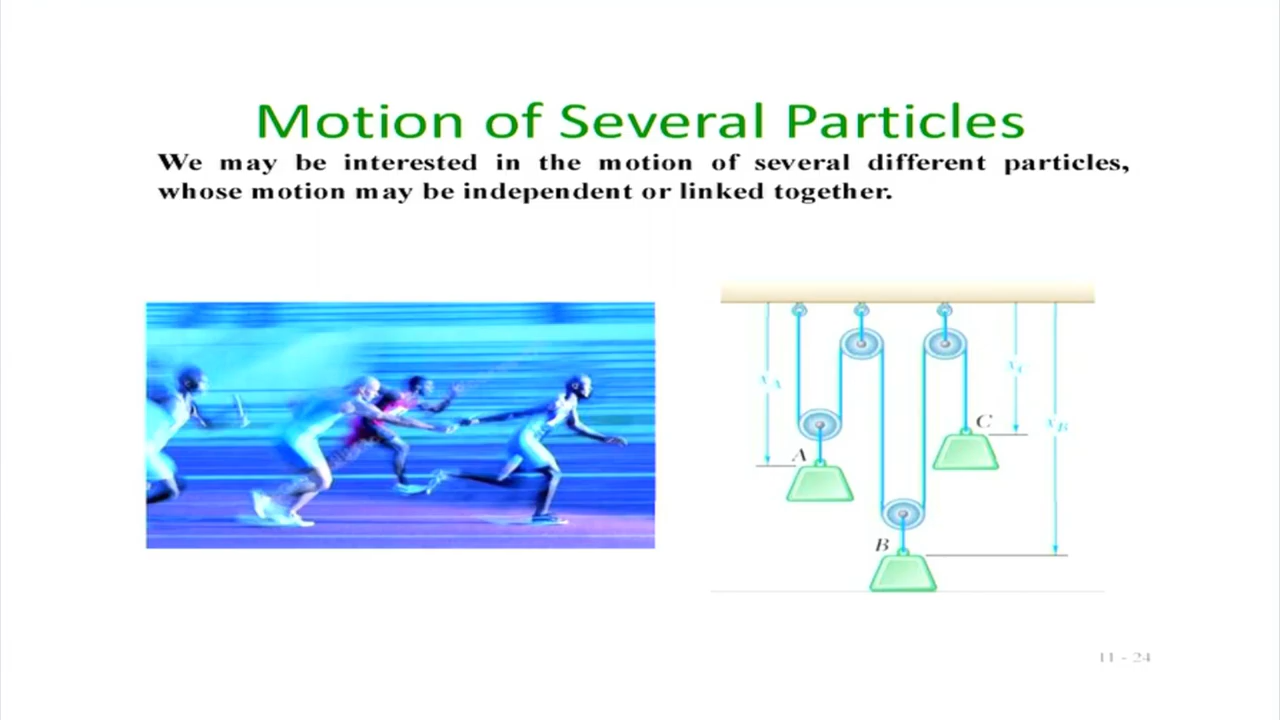 Motion of Several Particles
We may be interested in the motion of several different particles,
whose motion may be independent or linked together.
C
A
B
11 - 24